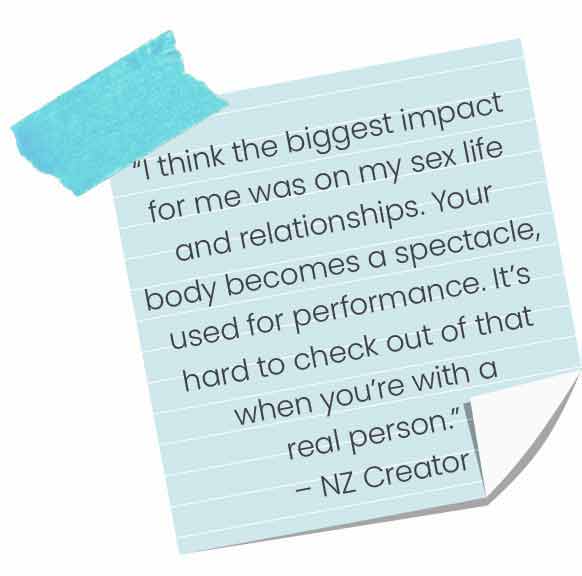 “I think the biggest impact
for me was on my sex life
and relationships. Your
body becomes a spectacle,
used for performance. It’s
hard to check out of that
when you’re with a
real person.”
– NZ Creator